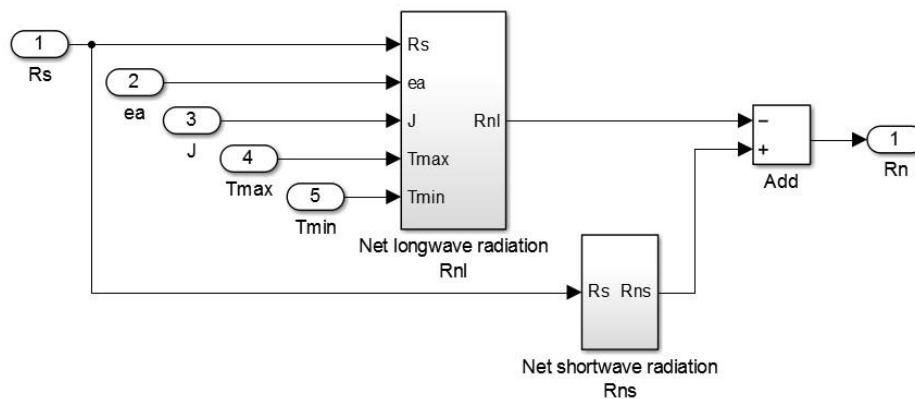 1
Rs
2
ea
3
J
4
Tmax
5
Tmin
Rs
ea
J
Tmax
Tmin
Rnl
Net longwave radiation
Rnl
Rs Rns
Net shortwave radiation
Rns
−
+
Add
1
Rn